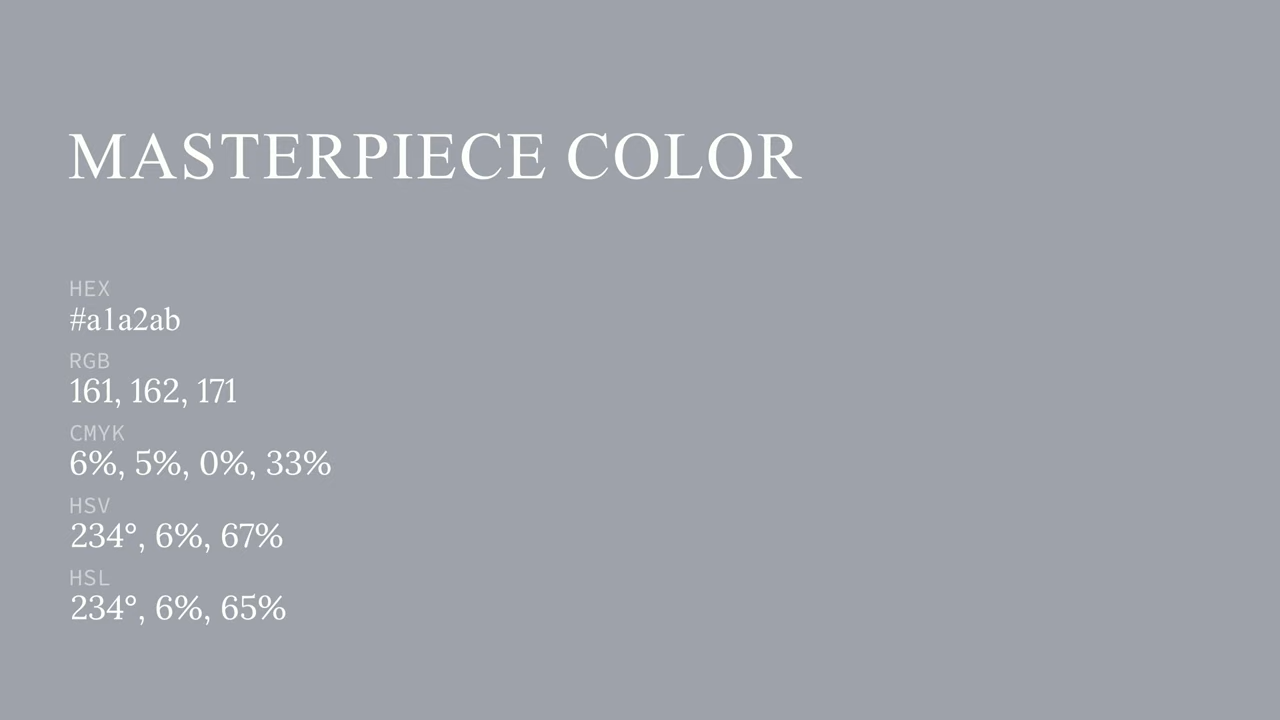 MASTERPIECE COLOR
HEX
#a1a2ab
RGB
161, 162, 171
CMYK
6%, 5%, 0%, 33%
HSV
234°, 6%, 67%
HSL
234°, 6%, 65%